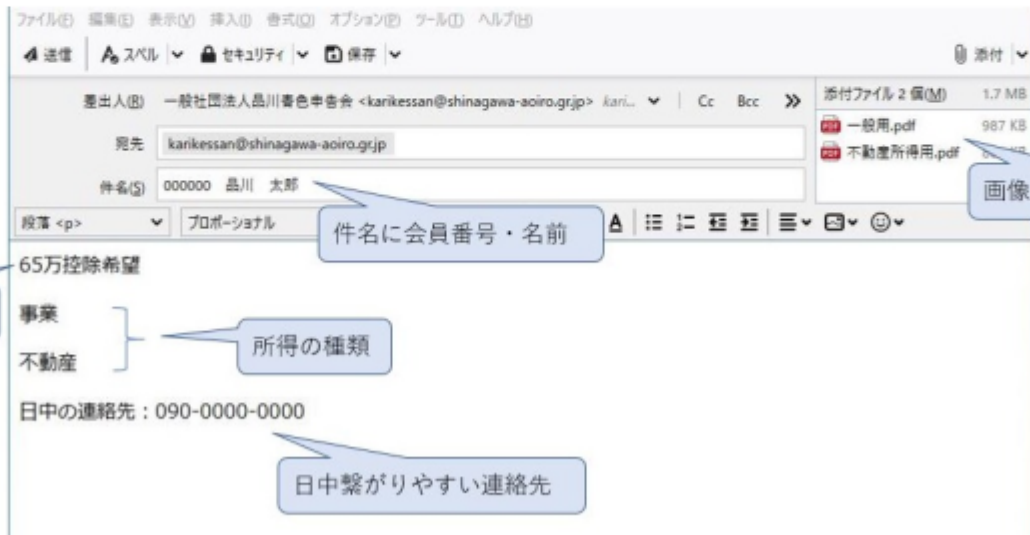 ファイル(F) 編集(E) 表示(V) 挿入(I) 書式(O) オプション(P) ツール(T) ヘルプ(H)
送信 スペル セキュリティ 保存 添付
差出人(R) 一般社団法人品川青色申告会 <karikessan@shinagawa-aoiro.gr.jp> kari... Cc Bcc
添付ファイル 2 個(M) 1.7 MB
一般用.pdf 987 KB
不動産所得用.pdf
宛先 karikessan@shinagawa-aoiro.gr.jp
画像
件名(S) 000000 品川 太郎
件名に会員番号・名前
段落 <p> プロポーショナル
65万控除希望
事業
所得の種類
不動産
日中の連絡先：090-0000-0000
日中繋がりやすい連絡先